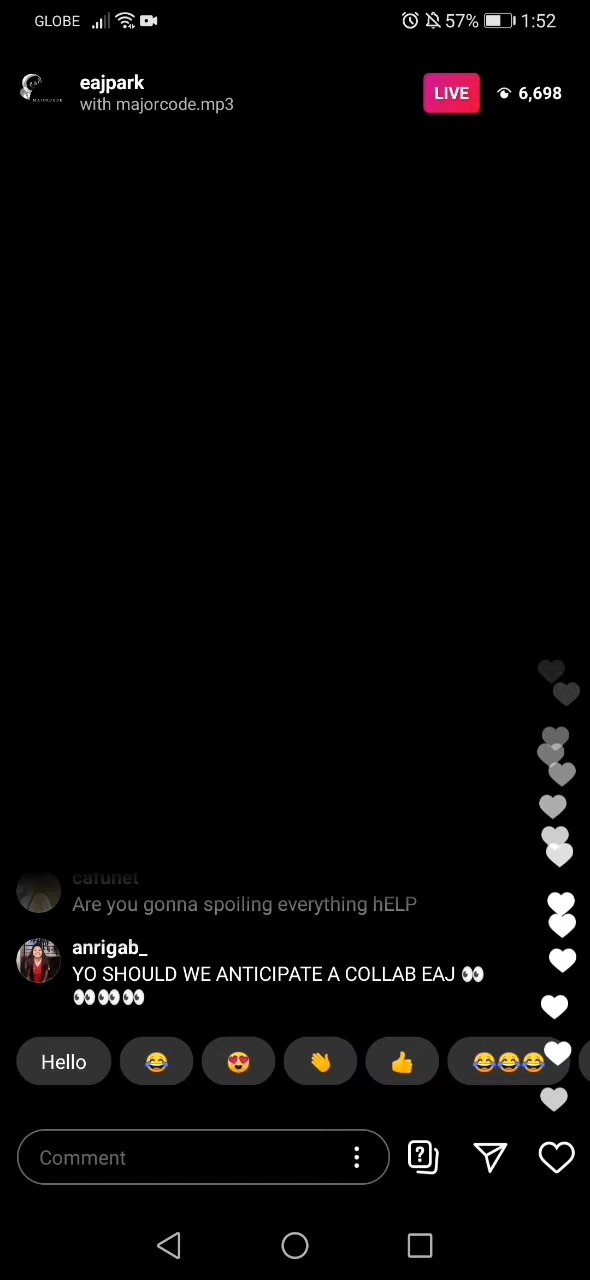 GLOBE 57% 1:52
eajpark
with majorcode.mp3
LIVE 6,698
cafunet
Are you gonna spoiling everything hELP
anrigab_
YO SHOULD WE ANTICIPATE A COLLAB EAJ 👀
👀👀👀
Hello 😂 😍 👋 👍 😂😂😂
Comment